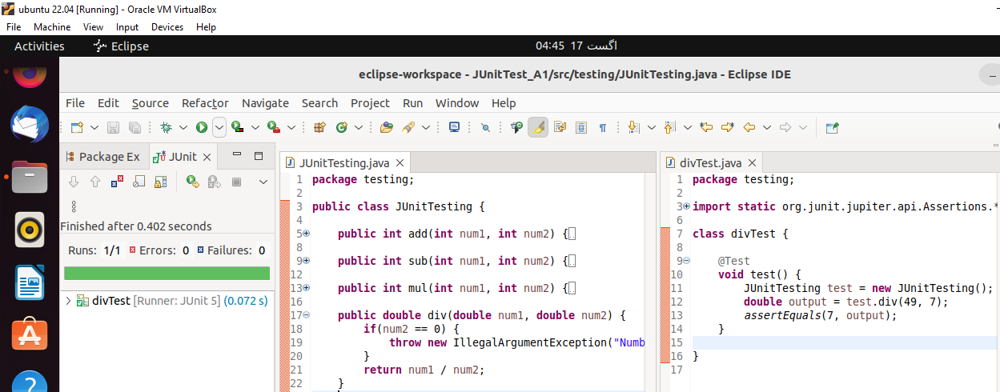 ubuntu 22.04 [Running] - Oracle VM VirtualBox
File Machine View Input Devices Help
Activities Eclipse 04:45 17 اگست
eclipse-workspace - JUnitTest_A1/src/testing/JUnitTesting.java - Eclipse IDE
File Edit Source Refactor Navigate Search Project Run Window Help
Package Ex JUnit
Finished after 0.402 seconds
Runs: 1/1 Errors: 0 Failures: 0
divTest [Runner: JUnit 5] (0.072 s)
JUnitTesting.java
1 package testing;
2
3 public class JUnitTesting {
4
5 public int add(int num1, int num2) {
8
9 public int sub(int num1, int num2) {
12
13 public int mul(int num1, int num2) {
16
17 public double div(double num1, double num2) {
18 if(num2 == 0) {
19 throw new IllegalArgumentException("Numb
20 }
21 return num1 / num2;
22 }
divTest.java
1 package testing;
2
3 import static org.junit.jupiter.api.Assertions.*
6
7 class divTest {
8
9 @Test
10 void test() {
11 JUnitTesting test = new JUnitTesting();
12 double output = test.div(49, 7);
13 assertEquals(7, output);
14 }
15
16 }
17